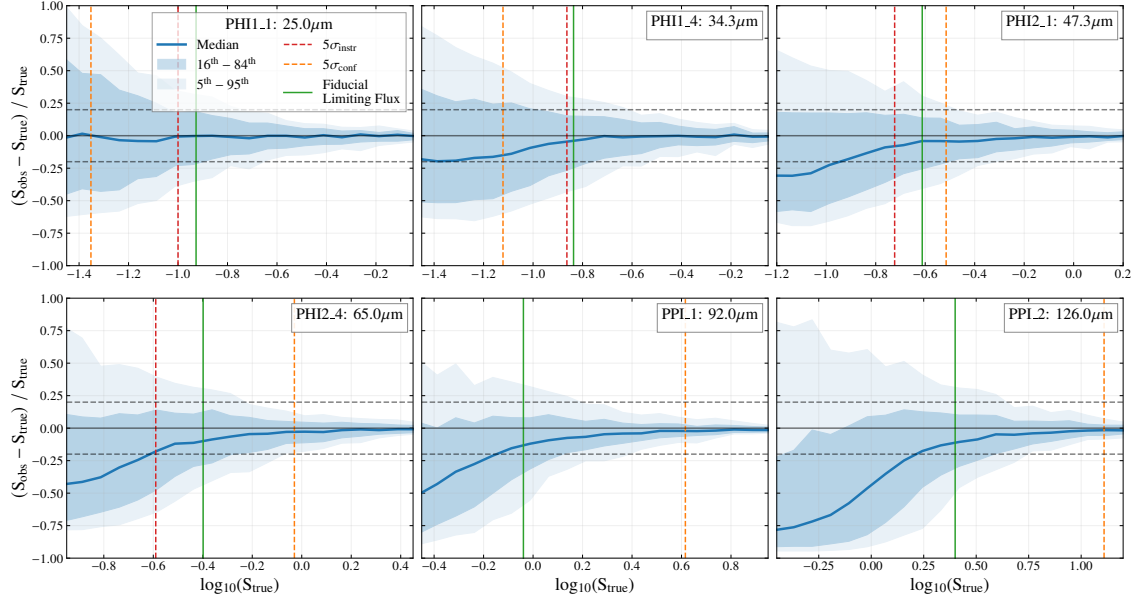 PHI1_1: 25.0μm
Median
16th − 84th
5th − 95th
5σinstr
5σconf
Fiducial
Limiting Flux
PHI1_4: 34.3μm
PHI2_1: 47.3μm
(Sobs − Strue) / Strue
1.00
0.75
0.50
0.25
0.00
−0.25
−0.50
−0.75
−1.00
−1.4 −1.2 −1.0 −0.8 −0.6 −0.4 −0.2
−1.4 −1.2 −1.0 −0.8 −0.6 −0.4 −0.2
−1.2 −1.0 −0.8 −0.6 −0.4 −0.2 0.0 0.2
PHI2_4: 65.0μm
PPL_1: 92.0μm
PPL_2: 126.0μm
(Sobs − Strue) / Strue
1.00
0.75
0.50
0.25
0.00
−0.25
−0.50
−0.75
−1.00
−0.8 −0.6 −0.4 −0.2 0.0 0.2 0.4
−0.4 −0.2 0.0 0.2 0.4 0.6 0.8
−0.25 0.00 0.25 0.50 0.75 1.00
log10(Strue)
log10(Strue)
log10(Strue)